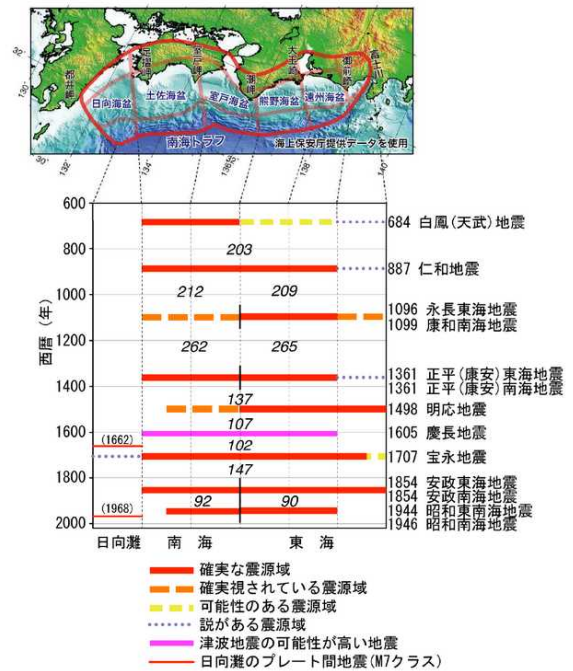 足摺岬
室戸岬
潮岬
大王崎
御前崎
富士川
都井岬
日向海盆
土佐海盆
室戸海盆
熊野海盆
遠州海盆
南海トラフ
海上保安庁提供データを使用
132
134
136
138
140
西暦(年)
600
800
1000
1200
1400
1600
1800
2000
203
212 209
262 265
137
107
102
147
92 90
(1662)
(1968)
684 白鳳(天武)地震
887 仁和地震
1096 永長東海地震
1099 康和南海地震
1361 正平(康安)東海地震
1361 正平(康安)南海地震
1498 明応地震
1605 慶長地震
1707 宝永地震
1854 安政東海地震
1854 安政南海地震
1944 昭和東南海地震
1946 昭和南海地震
日向灘 南海 東海
確実な震源域
確実視されている震源域
可能性のある震源域
説がある震源域
津波地震の可能性が高い地震
日向灘のプレート間地震(M7クラス)